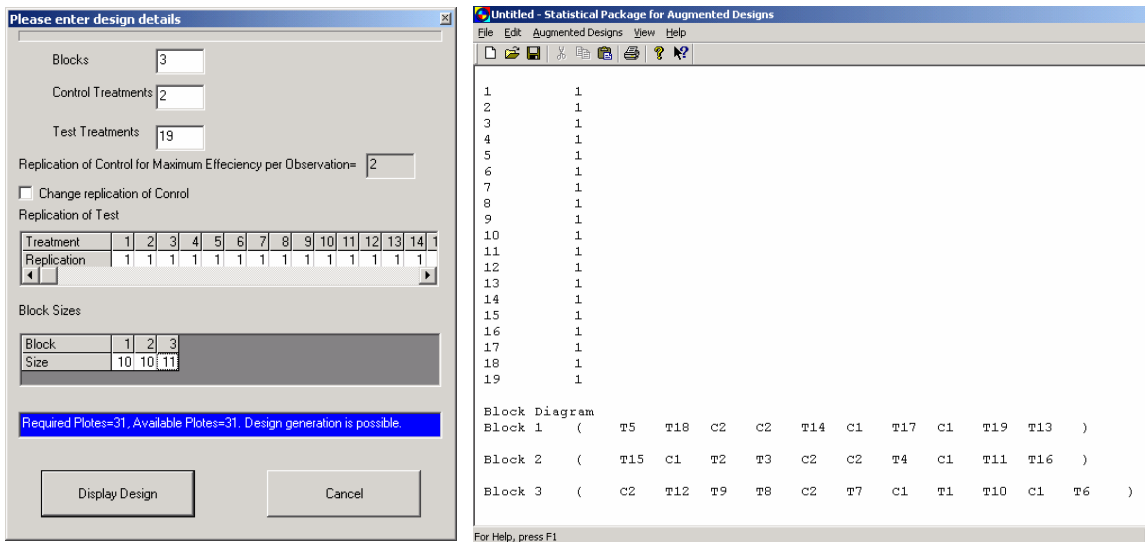 Please enter design details
Blocks 3
Control Treatments 2
Test Treatments 19
Replication of Control for Maximum Effeciency per Observation= 2
Change replication of Conrol
Replication of Test
Treatment 1 2 3 4 5 6 7 8 9 10 11 12 13 14 1
Replication 1 1 1 1 1 1 1 1 1 1 1 1 1 1
Block Sizes
Block 1 2 3
Size 10 10 11
Required Plotes=31, Available Plotes=31. Design generation is possible.
Display Design Cancel
Untitled - Statistical Package for Augmented Designs
File Edit Augmented Designs View Help
1 1
2 1
3 1
4 1
5 1
6 1
7 1
8 1
9 1
10 1
11 1
12 1
13 1
14 1
15 1
16 1
17 1
18 1
19 1
Block Diagram
Block 1 ( T5 T18 C2 C2 T14 C1 T17 C1 T19 T13 )
Block 2 ( T15 C1 T2 T3 C2 C2 T4 C1 T11 T16 )
Block 3 ( C2 T12 T9 T8 C2 T7 C1 T1 T10 C1 T6 )
For Help, press F1